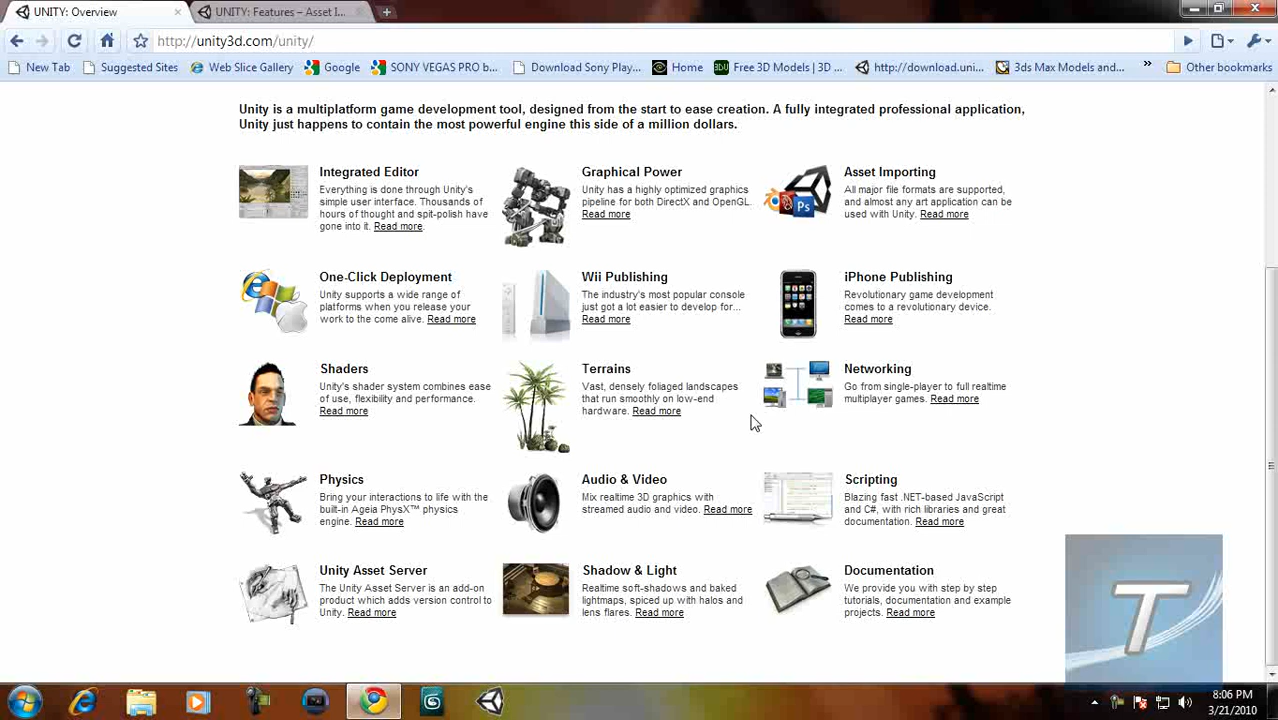 UNITY: Overview
UNITY: Features – Asset I...
http://unity3d.com/unity/
New Tab
Suggested Sites
Web Slice Gallery
Google
SONY VEGAS PRO b...
Download Sony Play...
Home
Free 3D Models | 3D ...
http://download.uni...
3ds Max Models and...
Other bookmarks
Unity is a multiplatform game development tool, designed from the start to ease creation. A fully integrated professional application,
Unity just happens to contain the most powerful engine this side of a million dollars.
Integrated Editor
Everything is done through Unity's
simple user interface. Thousands of
hours of thought and spit-polish have
gone into it. Read more.
Graphical Power
Unity has a highly optimized graphics
pipeline for both DirectX and OpenGL.
Read more
Asset Importing
All major file formats are supported,
and almost any art application can be
used with Unity. Read more
Ps
One-Click Deployment
Unity supports a wide range of
platforms when you release your
work to the come alive. Read more
Wii Publishing
The industry's most popular console
just got a lot easier to develop for...
Read more
iPhone Publishing
Revolutionary game development
comes to a revolutionary device.
Read more
Shaders
Unity's shader system combines ease
of use, flexibility and performance.
Read more
Terrains
Vast, densely foliaged landscapes
that run smoothly on low-end
hardware. Read more
Networking
Go from single-player to full realtime
multiplayer games. Read more
Physics
Bring your interactions to life with the
built-in Ageia PhysX™ physics
engine. Read more
Audio & Video
Mix realtime 3D graphics with
streamed audio and video. Read more
Scripting
Blazing fast .NET-based JavaScript
and C#, with rich libraries and great
documentation. Read more
Unity Asset Server
The Unity Asset Server is an add-on
product which adds version control to
Unity. Read more
Shadow & Light
Realtime soft-shadows and baked
lightmaps, spiced up with halos and
lens flares. Read more
Documentation
We provide you with step by step
tutorials, documentation and example
projects. Read more
T
8:06 PM
3/21/2010